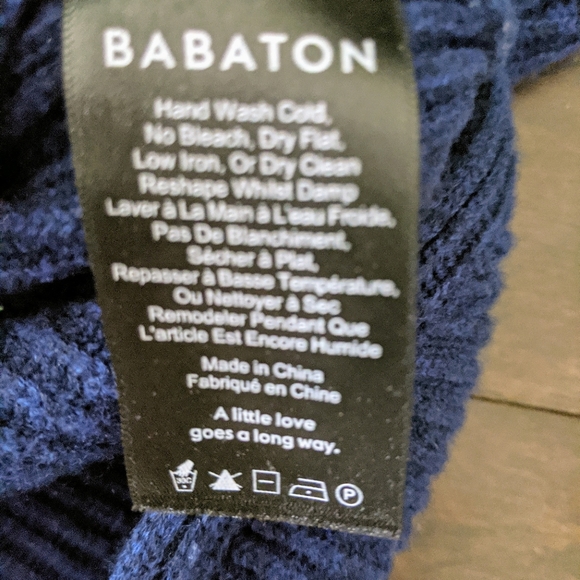 BABATON
Hand Wash Cold,
No Bleach, Dry Flat,
Low Iron, Or Dry Clean
Reshape Whilst Damp
Laver à La Main à L'eau Froide,
Pas De Blanchiment,
Sécher à Plat,
Repasser à Basse Température,
Ou Nettoyer à Sec
Remodeler Pendant Que
L'article Est Encore Humide
Made in China
Fabriqué en Chine
A little love
goes a long way.
30C P